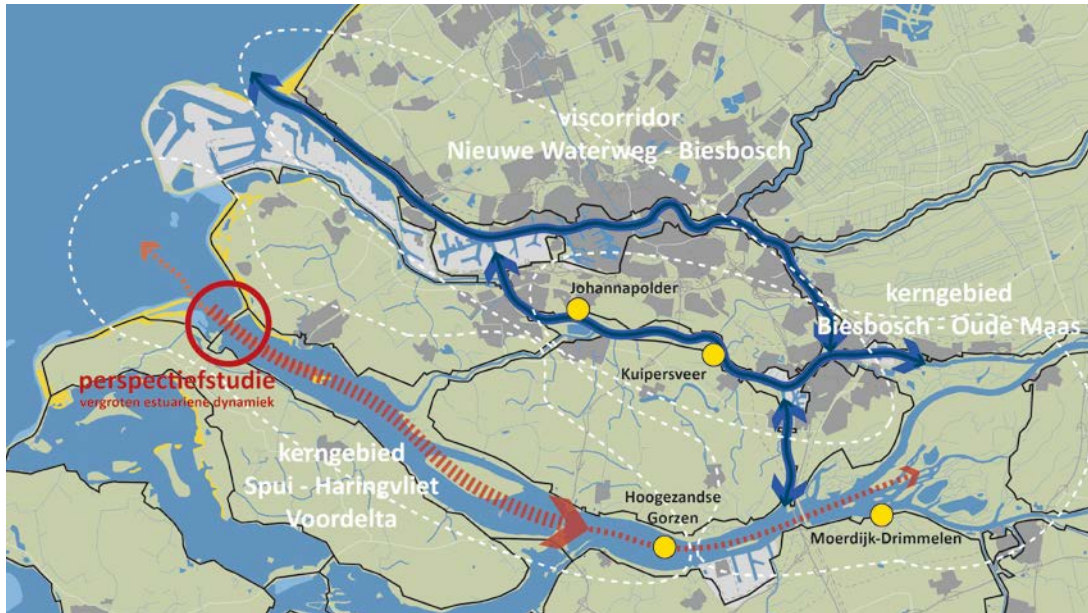 viscorridor
Nieuwe Waterweg - Biesbosch
Johannapolder
kerngebied
Biesbosch - Oude Maas
Kuipersveer
perspectiefstudie
vergroten estuariene dynamiek
kerngebied
Spui - Haringvliet
Voordelta
Hoogezandse
Gorzen
Moerdijk-Drimmelen